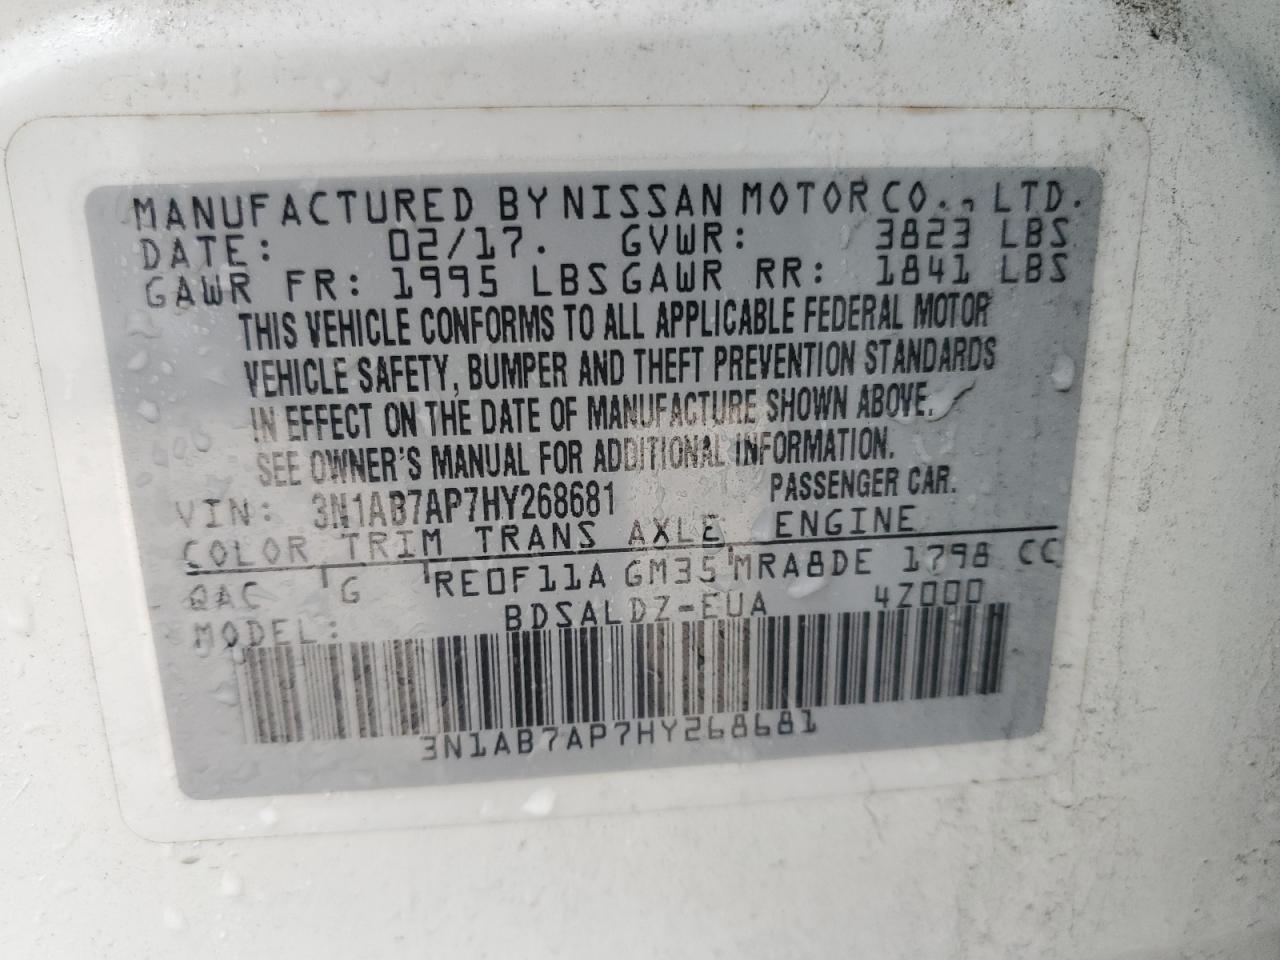 MANUFACTURED BY NISSAN MOTOR CO., LTD.
DATE: 02/17. GVWR: 3823 LBS
GAWR FR: 1995 LBS GAWR RR: 1841 LBS
THIS VEHICLE CONFORMS TO ALL APPLICABLE FEDERAL MOTOR
VEHICLE SAFETY, BUMPER AND THEFT PREVENTION STANDARDS
IN EFFECT ON THE DATE OF MANUFACTURE SHOWN ABOVE.
SEE OWNER'S MANUAL FOR ADDITIONAL INFORMATION.
VIN: 3N1AB7AP7HY268681 PASSENGER CAR.
COLOR TRIM TRANS AXLE ENGINE
QAC G RE0F11A GM35 MRA8DE 1798 CC
MODEL: BDSALDZ-EUA 4Z000 H
3N1AB7AP7HY268681